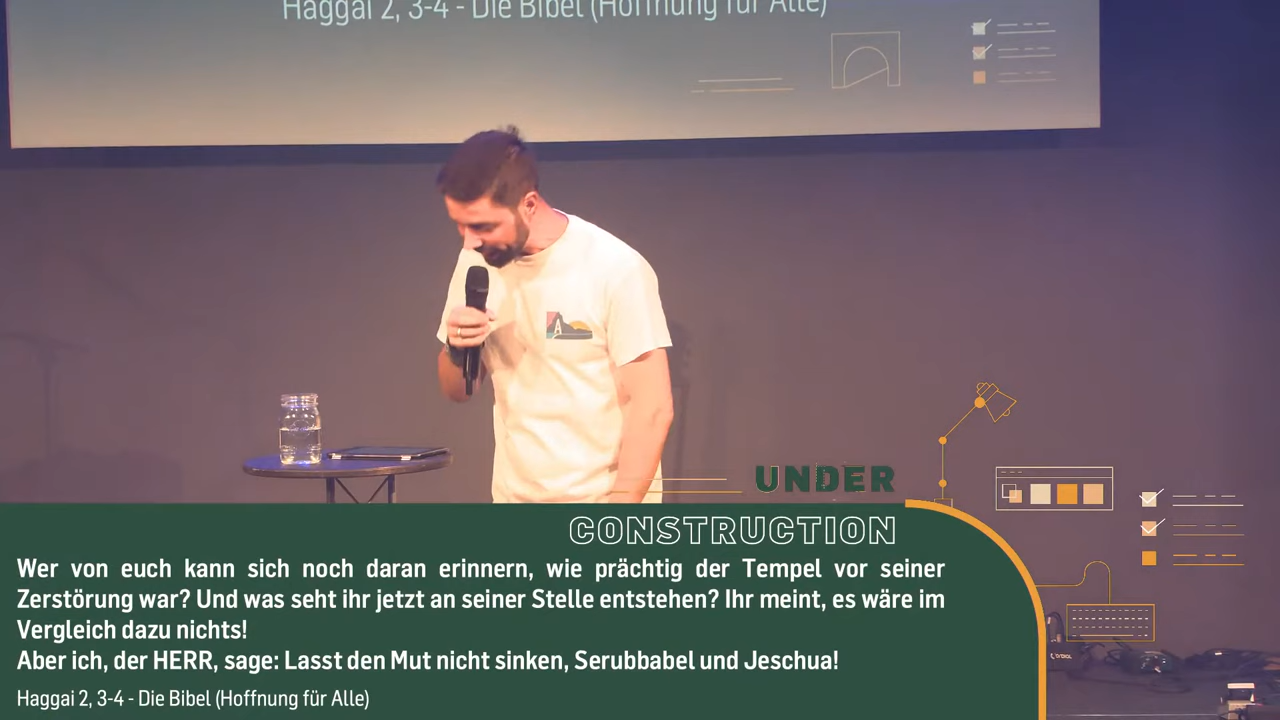 Haggai 2, 3-4 - Die Bibel (Hoffnung für Alle)
UNDER
CONSTRUCTION
Wer von euch kann sich noch daran erinnern, wie prächtig der Tempel vor seiner
Zerstörung war? Und was seht ihr jetzt an seiner Stelle entstehen? Ihr meint, es wäre im
Vergleich dazu nichts!
Aber ich, der HERR, sage: Lasst den Mut nicht sinken, Serubbabel und Jeschua!
Haggai 2, 3-4 - Die Bibel (Hoffnung für Alle)